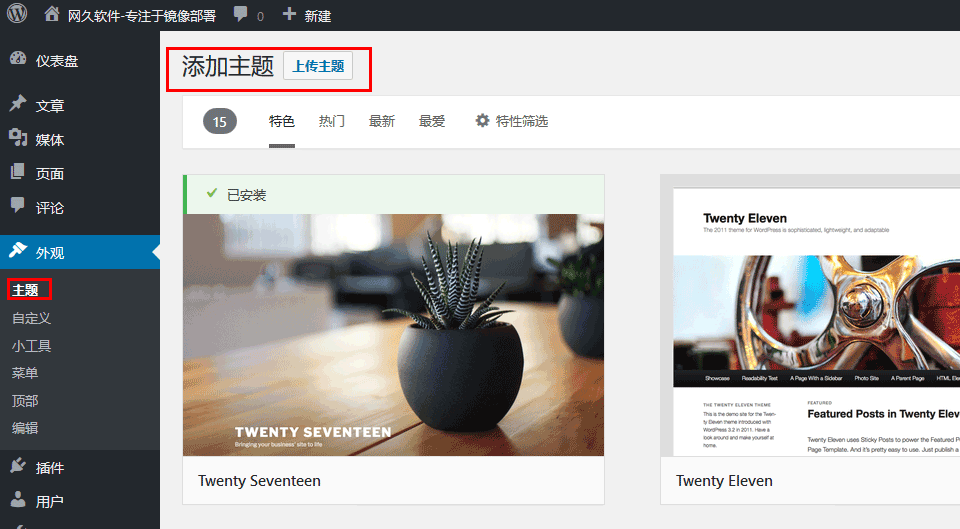 网久软件-专注于镜像部署 0 新建
仪表盘
文章
媒体
页面
评论
外观
主题
自定义
小工具
菜单
顶部
编辑
插件
用户
添加主题 上传主题
15 特色 热门 最新 最爱 特性筛选
已安装
TWENTY SEVENTEEN
Bringing your business' site to life
Twenty Seventeen
Twenty Eleven
The 2011 theme for WordPress is sophisticated, lightweight, and adaptable
Showcase Readability Test A Page With a Sidebar Photo Site A Parent Page HTML Ele
THE TWENTY ELEVEN THEME
This is the demo site for the Twen-
ty Eleven theme introduced with
WordPress 3.2 in 2011. Have a
look around and make yourself at
home.
FEATURED
Featured Posts in Twenty Elev
Twenty Eleven uses Sticky Posts to power the Featured P
Page Template. And it's pretty easy to use. Just publish a
Twenty Eleven